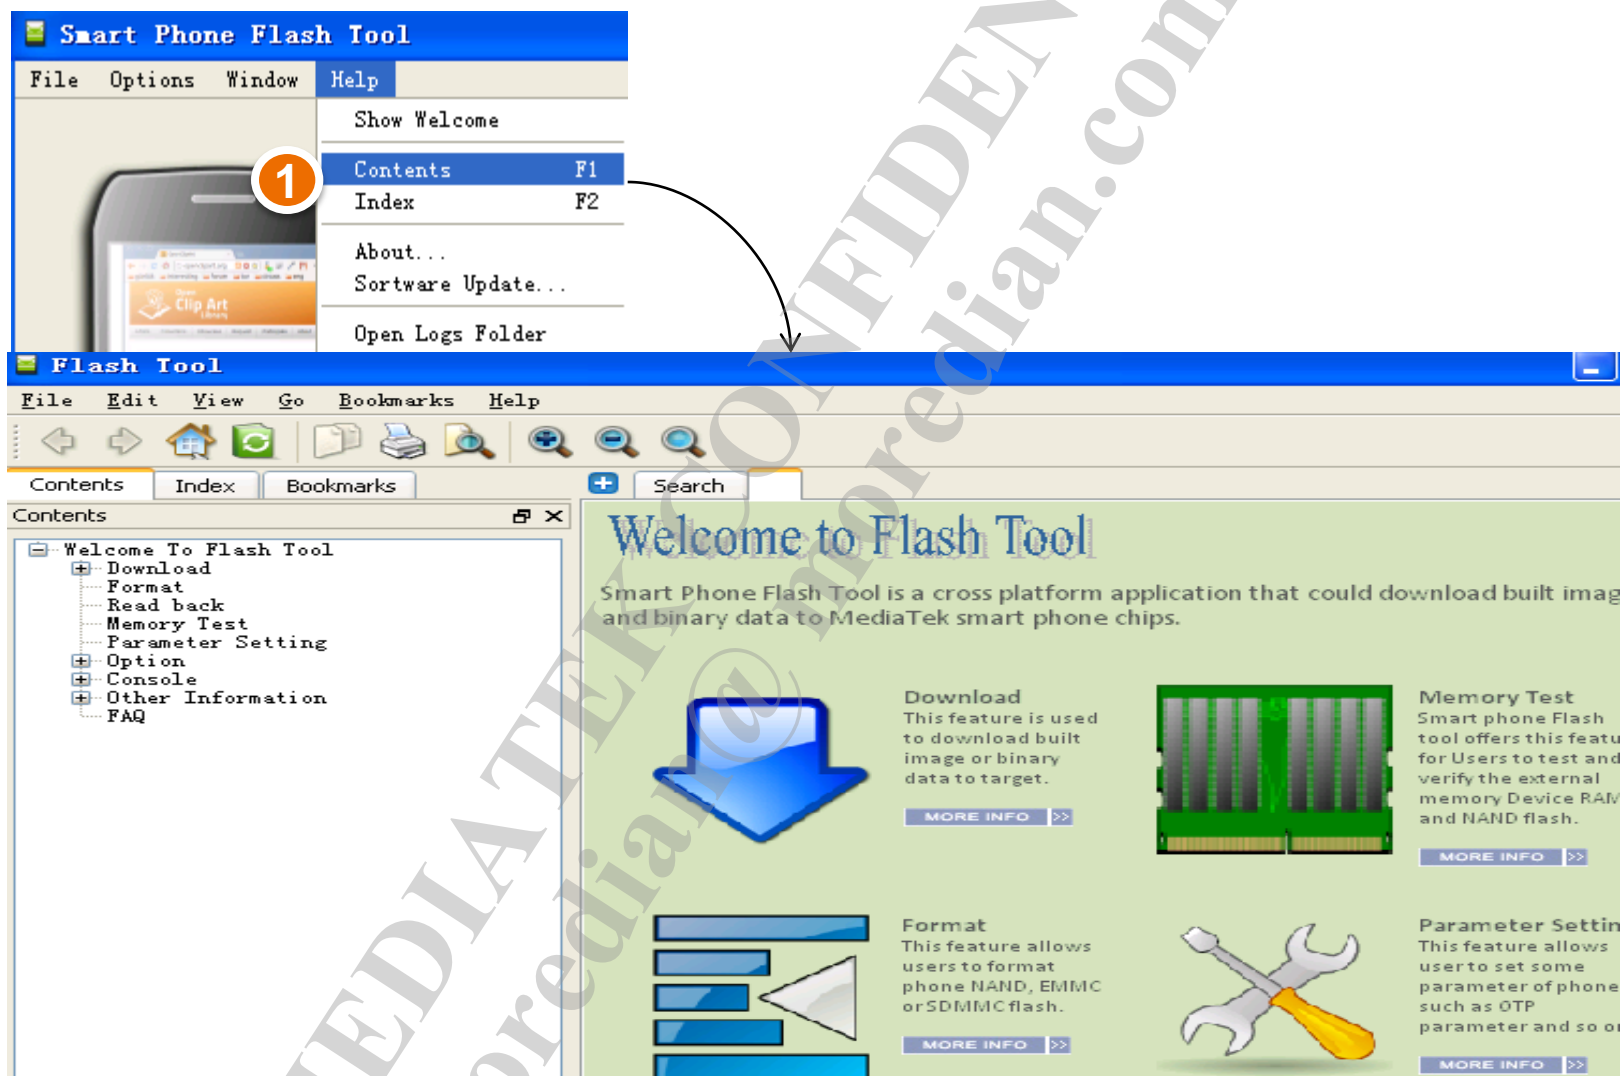 Smart Phone Flash Tool
File Options Window Help
Show Welcome
1
Contents F1
Index F2
About...
Sortware Update...
Open Logs Folder
Clip Art
Flash Tool
File Edit View Go Bookmarks Help
Contents Index Bookmarks
Search
Contents
Welcome To Flash Tool
Download
Format
Read back
Memory Test
Parameter Setting
Option
Console
Other Information
FAQ
Welcome to Flash Tool
Smart Phone Flash Tool is a cross platform application that could download built imag
and binary data to MediaTek smart phone chips.
Download
This feature is used
to download built
image or binary
data to target.
MORE INFO >>
Memory Test
Smart phone Flash
tool offers this featu
for Users to test and
verify the external
memory Device RAM
and NAND flash.
MORE INFO >>
Format
This feature allows
users to format
phone NAND, EMMC
or SDMMC flash.
MORE INFO >>
Parameter Settin
This feature allows
user to set some
parameter of phone
such as OTP
parameter and so on
MORE INFO >>
EDIATEK CONFIDEN
oredian@moredian.com